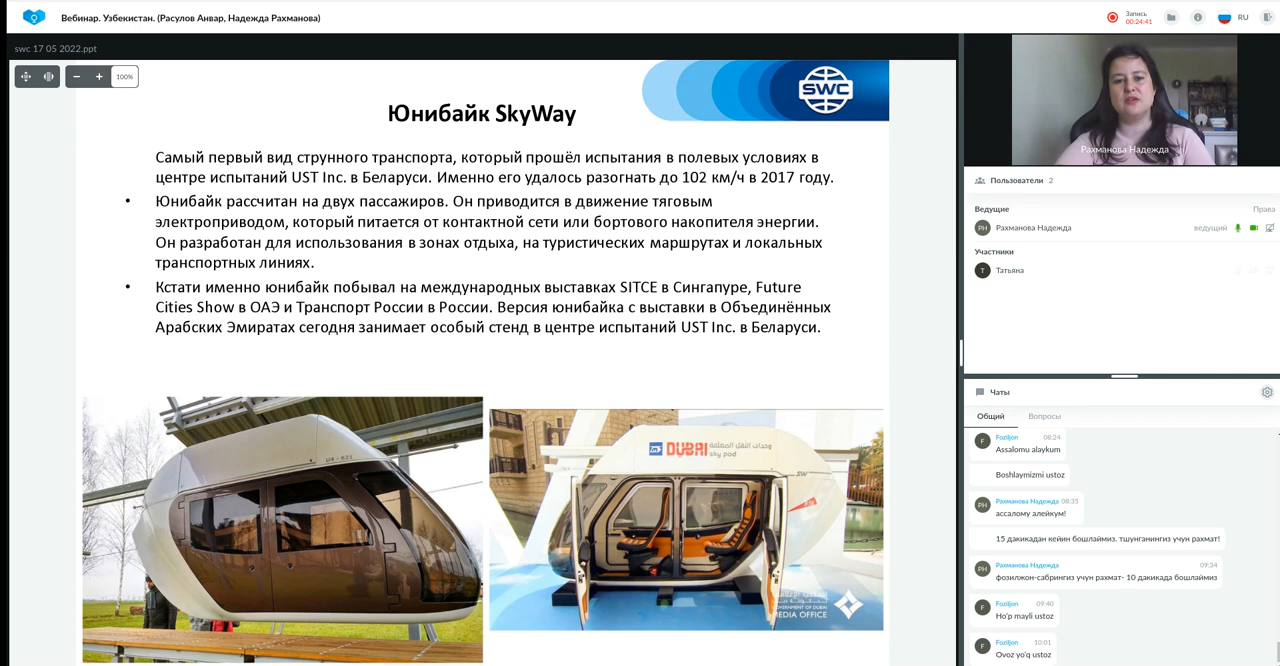 Вебинар. Узбекистан. (Расулов Анвар, Надежда Рахманова)
Запись
00:24:41
RU
swc 17 05 2022.ppt
100%
SWC
Юнибайк SkyWay
Самый первый вид струнного транспорта, который прошёл испытания в полевых условиях в
центре испытаний UST Inc. в Беларуси. Именно его удалось разогнать до 102 км/ч в 2017 году.
• Юнибайк рассчитан на двух пассажиров. Он приводится в движение тяговым
электроприводом, который питается от контактной сети или бортового накопителя энергии.
Он разработан для использования в зонах отдыха, на туристических маршрутах и локальных
транспортных линиях.
• Кстати именно юнибайк побывал на международных выставках SITCE в Сингапуре, Future
Cities Show в ОАЭ и Транспорт России в России. Версия юнибайка с выставки в Объединённых
Арабских Эмиратах сегодня занимает особый стенд в центре испытаний UST Inc. в Беларуси.
U4 - 621
DUBAI
وحدات النقل المعلقة
sky pod
GOVERNMENT OF DUBAI
MEDIA OFFICE
Рахманова Надежда
Пользователи 2
Ведущие
Права
РН
Рахманова Надежда
ведущий
Участники
Т
Татьяна
Чаты
Общий
Вопросы
F
Foziljon 08:24
Assalomu alaykum
Boshlaymizmi ustoz
РН
Рахманова Надежда 08:35
ассалому алейкум!
15 дакикадан кейин бошлаймиз. тшунганингиз учун рахмат!
РН
Рахманова Надежда 09:34
фозилжон-сабрингиз учун рахмат- 10 дакикада бошлаймиз
F
Foziljon 09:40
Ho'p mayli ustoz
F
Foziljon 10:01
Ovoz yo'q ustoz